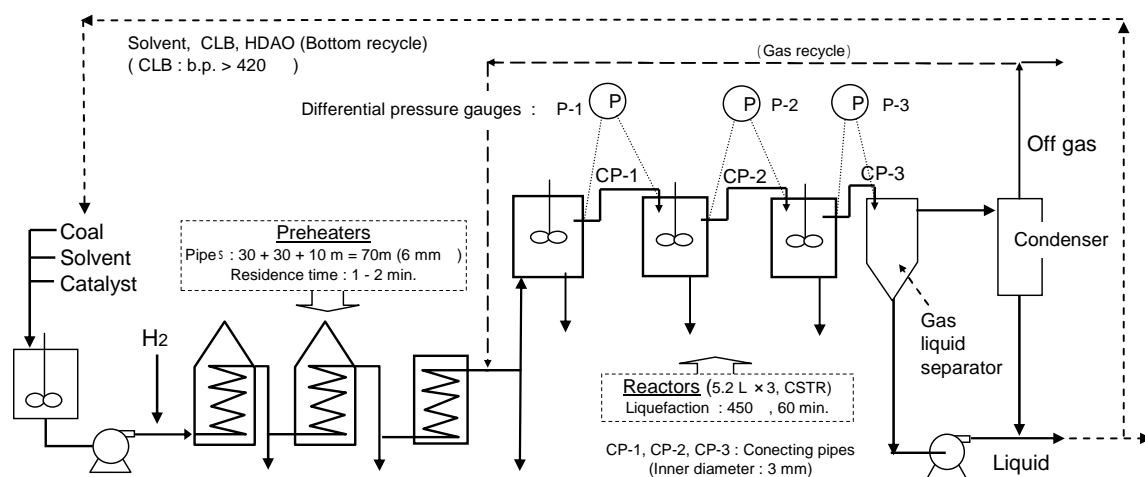 Solvent, CLB, HDAO (Bottom recycle)
( CLB : b.p. > 420 )
(Gas recycle)
Differential pressure gauges : P-1 P P P-2 P P-3
Off gas
CP-1
CP-2
CP-3
Coal
Solvent
Catalyst
Preheaters
Pipes : 30 + 30 + 10 m = 70m (6 mm )
Residence time : 1 - 2 min.
Condenser
H2
Gas
liquid
separator
Reactors (5.2 L ×3, CSTR)
Liquefaction : 450 , 60 min.
CP-1, CP-2, CP-3 : Conecting pipes
(Inner diameter : 3 mm)
Liquid